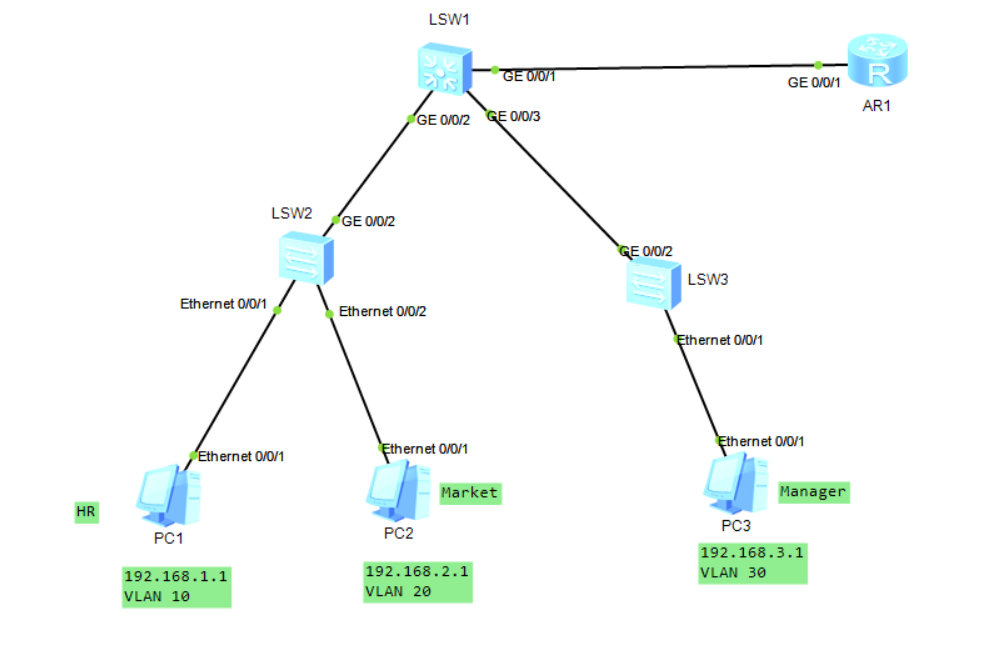 LSW1
GE 0/0/1
GE 0/0/1
R
AR1
GE 0/0/2
GE 0/0/3
LSW2
GE 0/0/2
GE 0/0/2
LSW3
Ethernet 0/0/1
Ethernet 0/0/2
Ethernet 0/0/1
Ethernet 0/0/1
Ethernet 0/0/1
Ethernet 0/0/1
HR
Market
Manager
PC1
PC2
PC3
192.168.1.1
VLAN 10
192.168.2.1
VLAN 20
192.168.3.1
VLAN 30